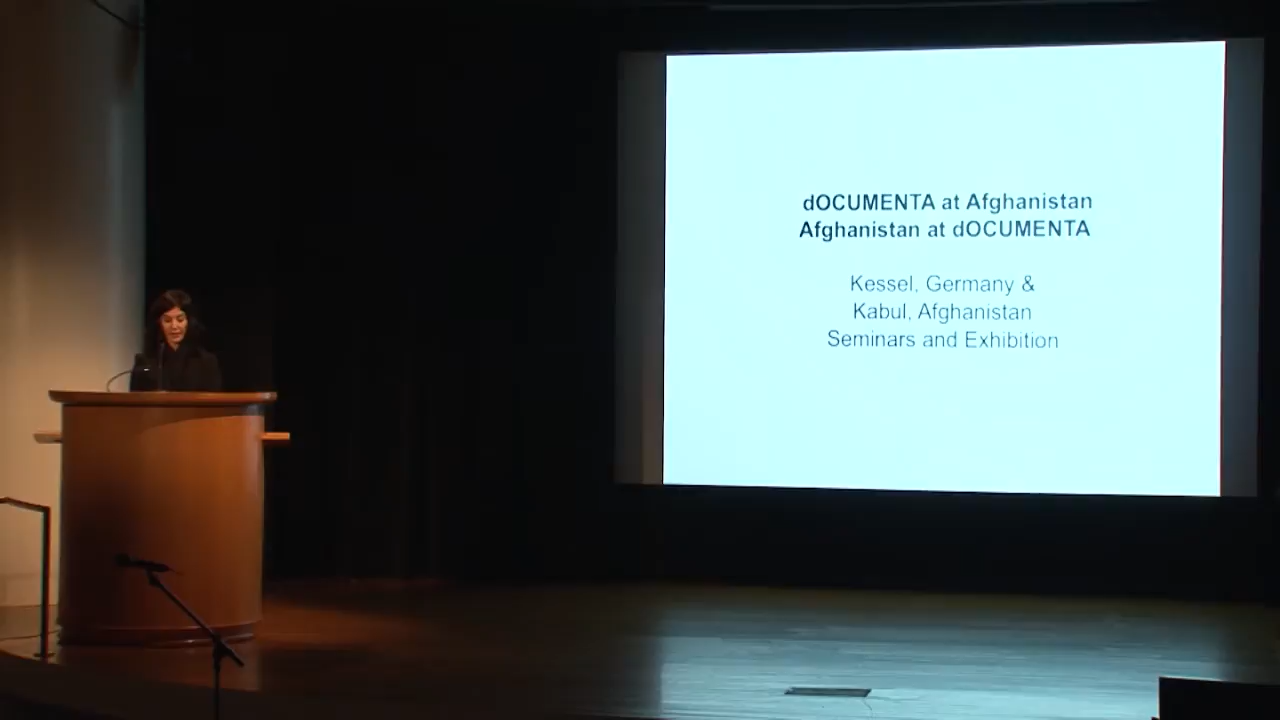 dOCUMENTA at Afghanistan
Afghanistan at dOCUMENTA
Kessel, Germany &
Kabul, Afghanistan
Seminars and Exhibition